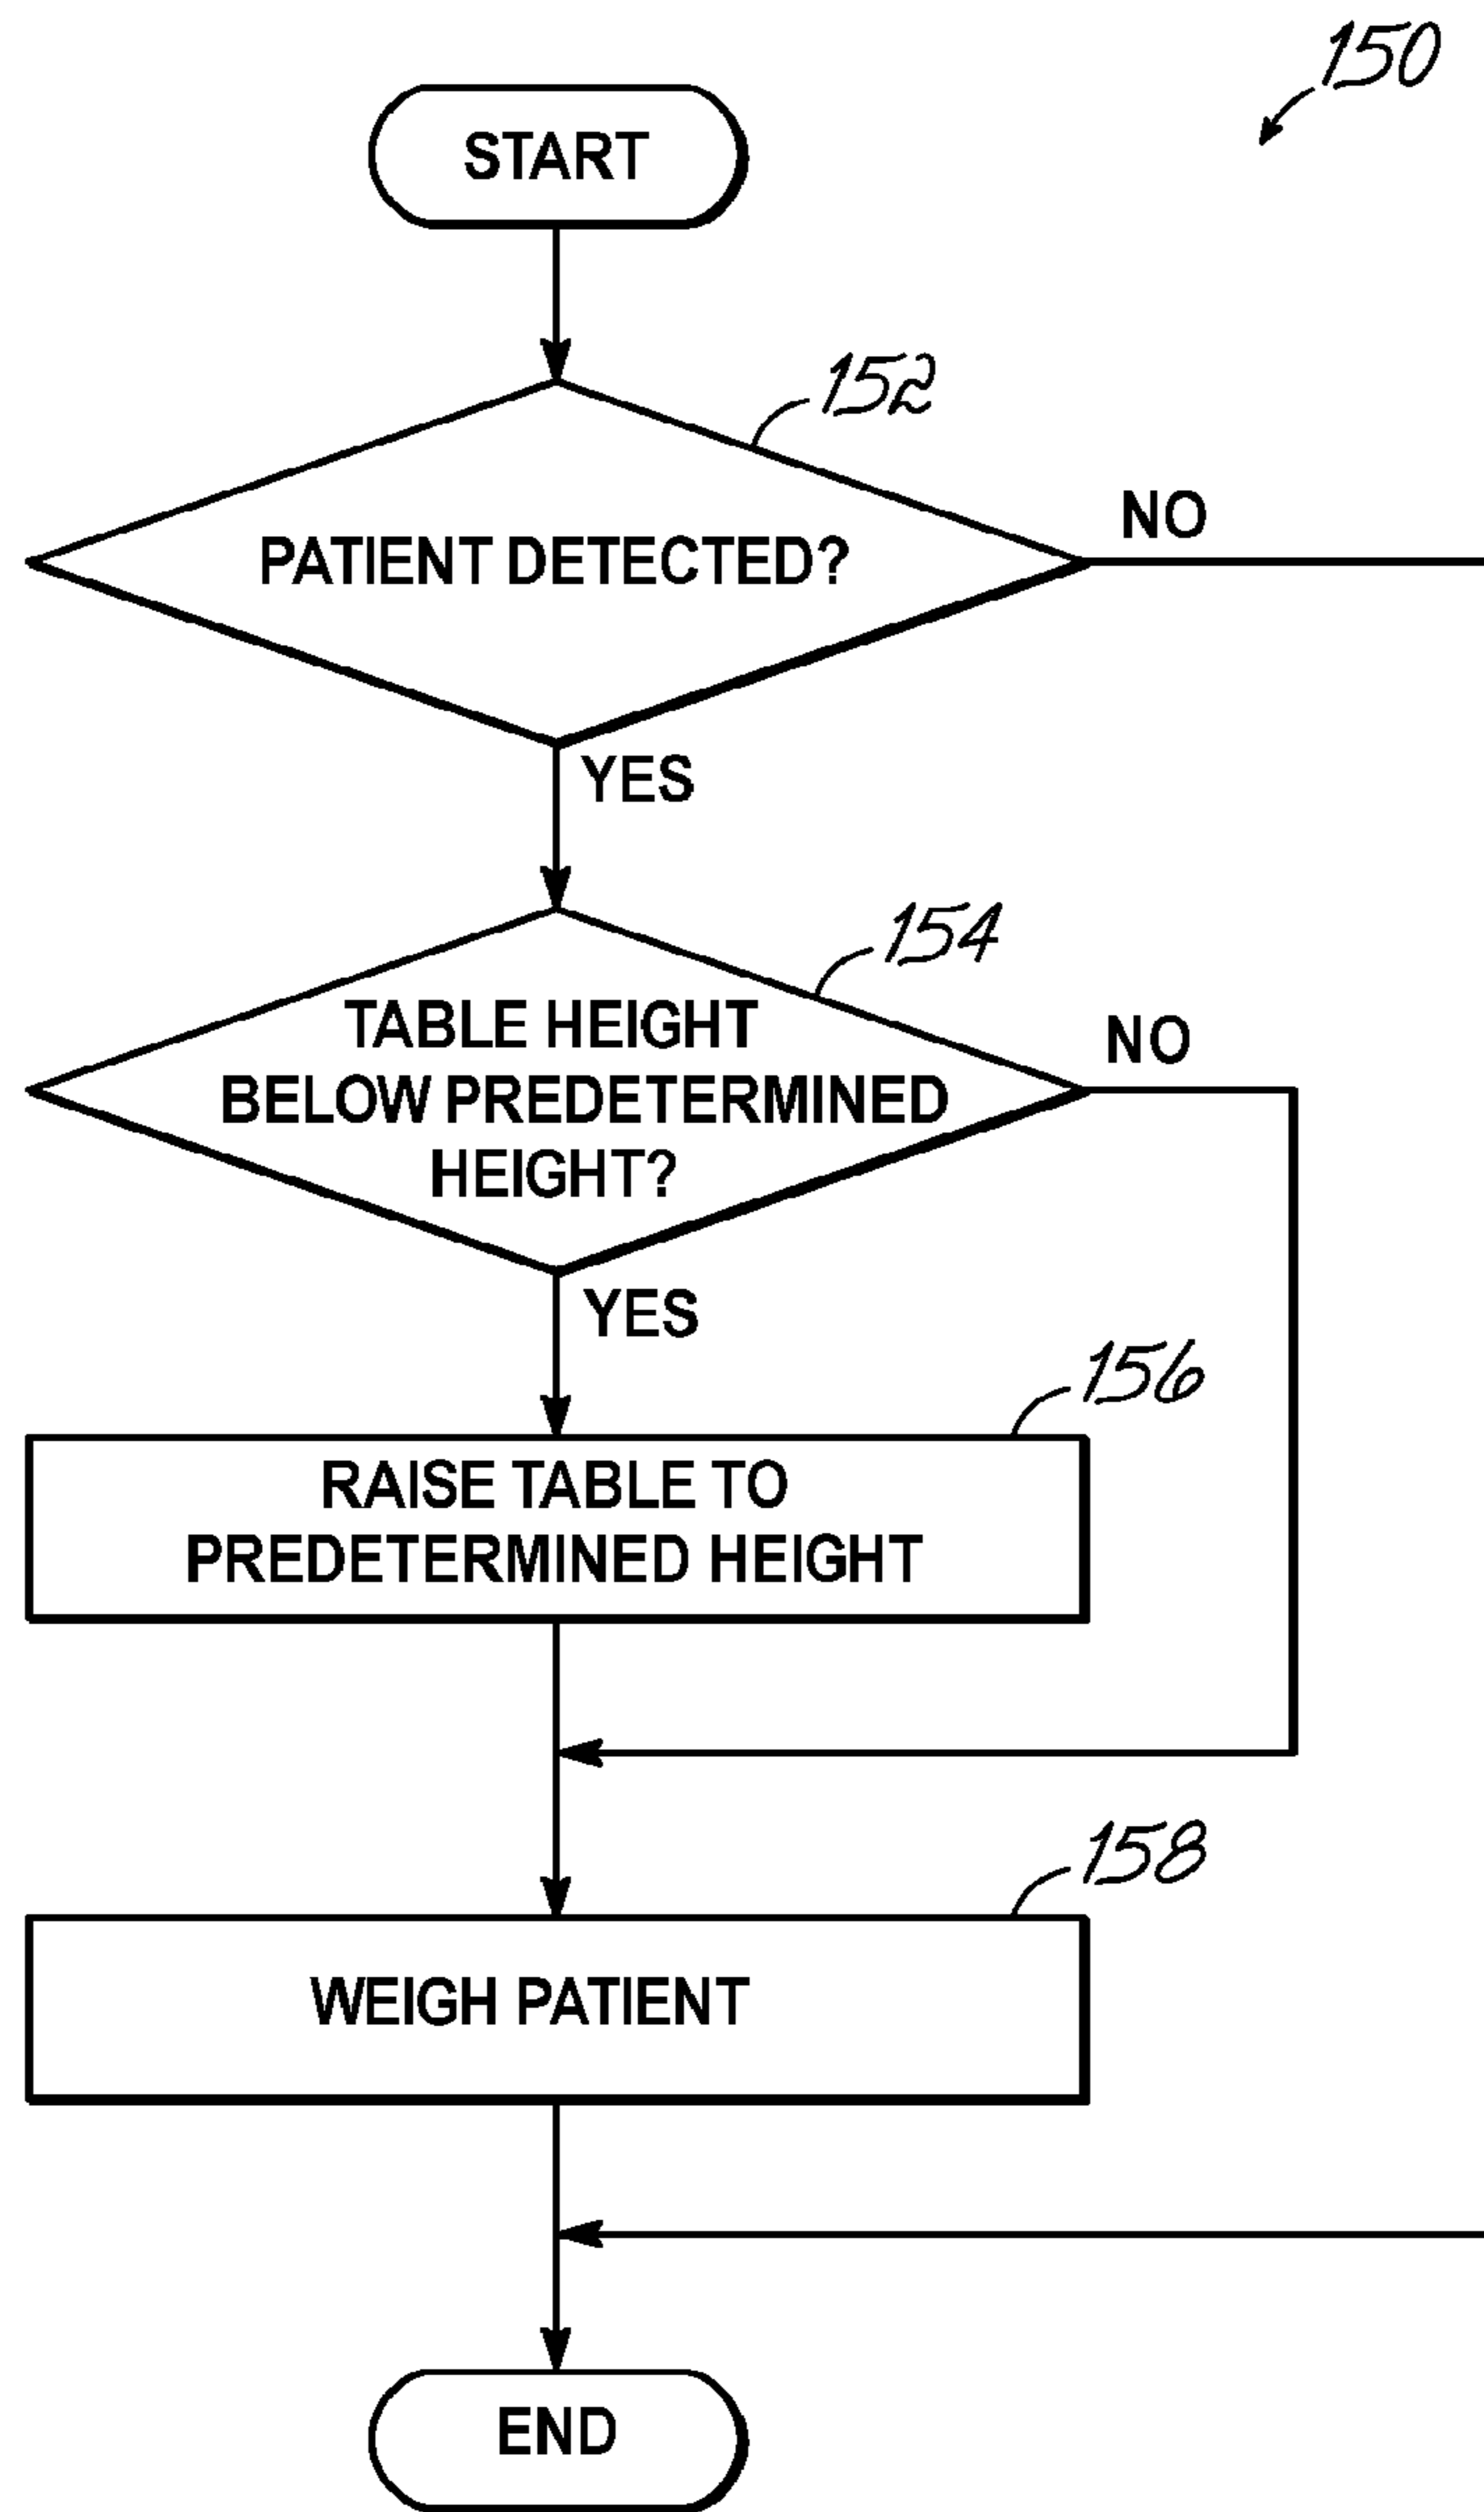 150
START
152
NO
PATIENT DETECTED?
YES
154
TABLE HEIGHT
NO
BELOW PREDETERMINED
HEIGHT?
YES
156
RAISE TABLE TO
PREDETERMINED HEIGHT
158
WEIGH PATIENT
END